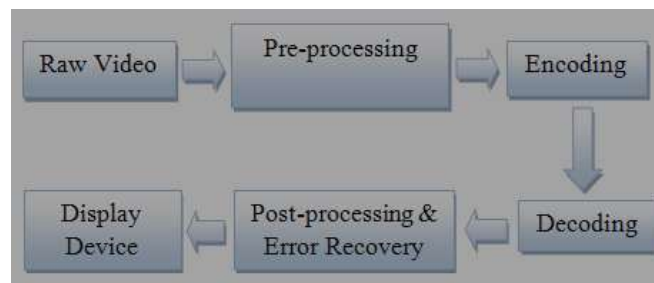 Raw Video
Pre-processing
Encoding
Display
Device
Post-processing &
Error Recovery
Decoding